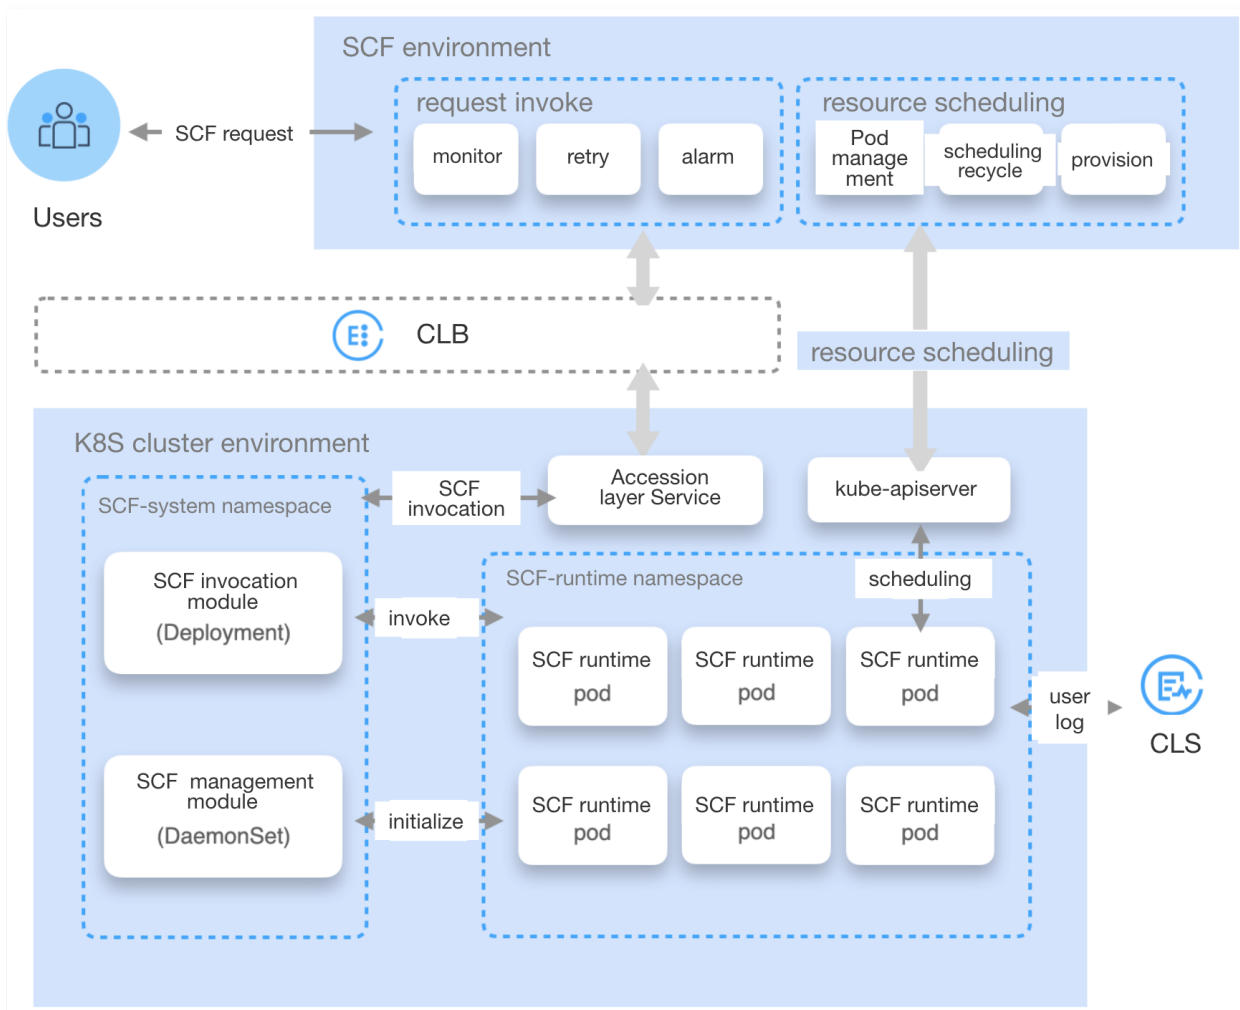 SCF environment
request invoke
resource scheduling
monitor
retry
alarm
Pod
manage
ment
scheduling
recycle
provision
SCF request
Users
CLB
resource scheduling
K8S cluster environment
SCF-system namespace
SCF
invocation
Accession
layer Service
kube-apiserver
SCF invocation
module
(Deployment)
invoke
SCF-runtime namespace
scheduling
SCF runtime
pod
SCF runtime
pod
SCF runtime
pod
user
log
CLS
SCF management
module
(DaemonSet)
initialize
SCF runtime
pod
SCF runtime
pod
SCF runtime
pod